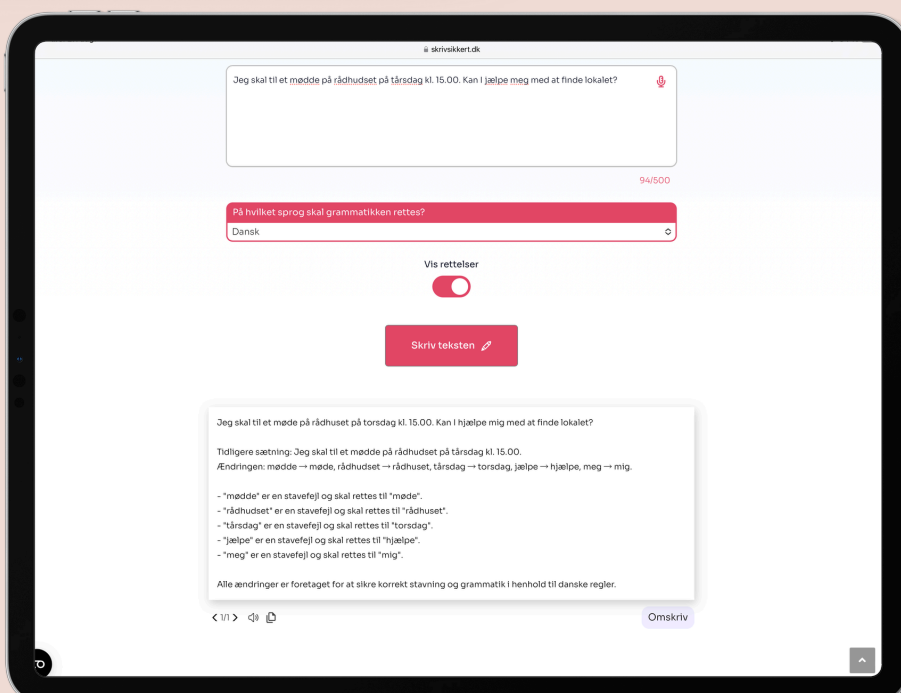 skrivsikkert.dk
Jeg skal til et mødde på rådhudset på tårsdag kl. 15.00. Kan I jælpe meg med at finde lokalet?
94/500
På hvilket sprog skal grammatikken rettes?
Dansk
Vis rettelser
Skriv teksten
Jeg skal til et møde på rådhuset på torsdag kl. 15.00. Kan I hjælpe mig med at finde lokalet?
Tidligere sætning: Jeg skal til et mødde på rådhudset på tårsdag kl. 15.00.
Ændringen: mødde → møde, rådhudset → rådhuset, tårsdag → torsdag, jælpe → hjælpe, meg → mig.
- "mødde" er en stavefejl og skal rettes til "møde".
- "rådhudset" er en stavefejl og skal rettes til "rådhuset".
- "tårsdag" er en stavefejl og skal rettes til "torsdag".
- "jælpe" er en stavefejl og skal rettes til "hjælpe".
- "meg" er en stavefejl og skal rettes til "mig".
Alle ændringer er foretaget for at sikre korrekt stavning og grammatik i henhold til danske regler.
1/1
Omskriv